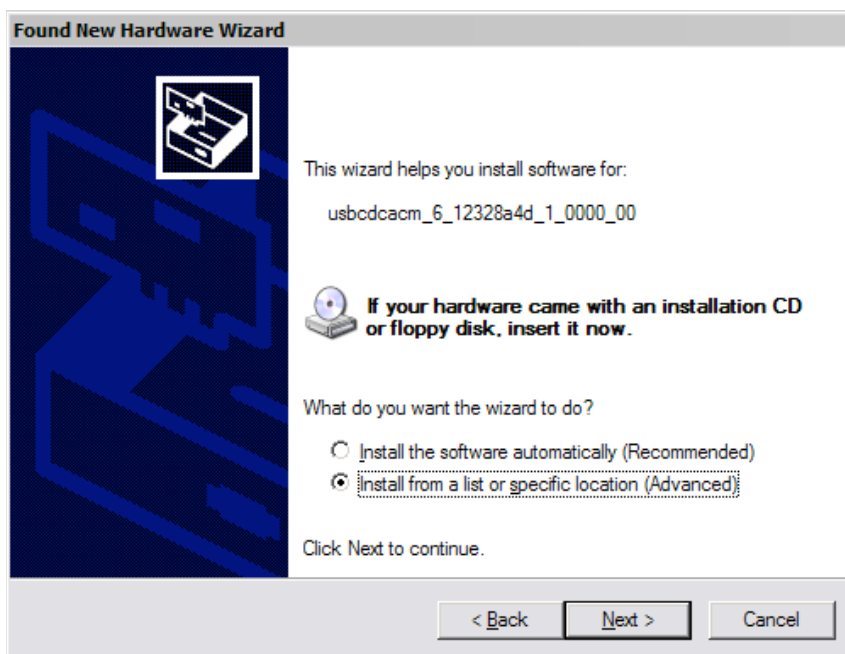 Found New Hardware Wizard
This wizard helps you install software for:
usbcdcacm_6_12328a4d_1_0000_00
If your hardware came with an installation CD
or floppy disk, insert it now.
What do you want the wizard to do?
Install the software automatically (Recommended)
Install from a list or specific location (Advanced)
Click Next to continue.
< Back
Next >
Cancel